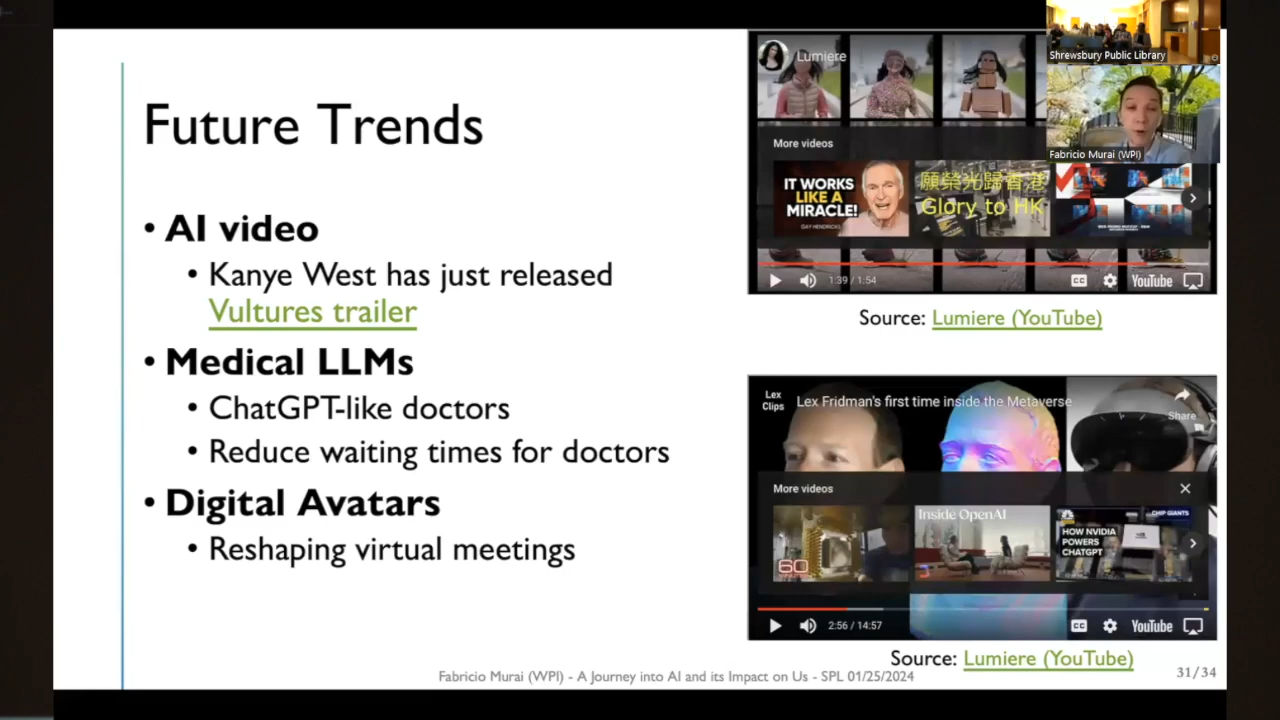 Future Trends
• AI video
• Kanye West has just released
Vultures trailer
• Medical LLMs
• ChatGPT-like doctors
• Reduce waiting times for doctors
• Digital Avatars
• Reshaping virtual meetings
Lumiere
More videos
IT WORKS
LIKE A
MIRACLE!
GAY HENDRICKS
願榮光歸香港
Glory to HK
1:39 / 1:54
CC
YouTube
Source: Lumiere (YouTube)
Shrewsbury Public Library
Fabricio Murai (WPI)
Lex
Clips
Lex Fridman's first time inside the Metaverse
Share
More videos
60
Inside OpenAI
CHIP GIANTS
HOW NVIDIA
POWERS
CHATGPT
2:56 / 14:57
CC
YouTube
Source: Lumiere (YouTube)
Fabricio Murai (WPI) - A Journey into AI and its Impact on Us - SPL 01/25/2024
31/34